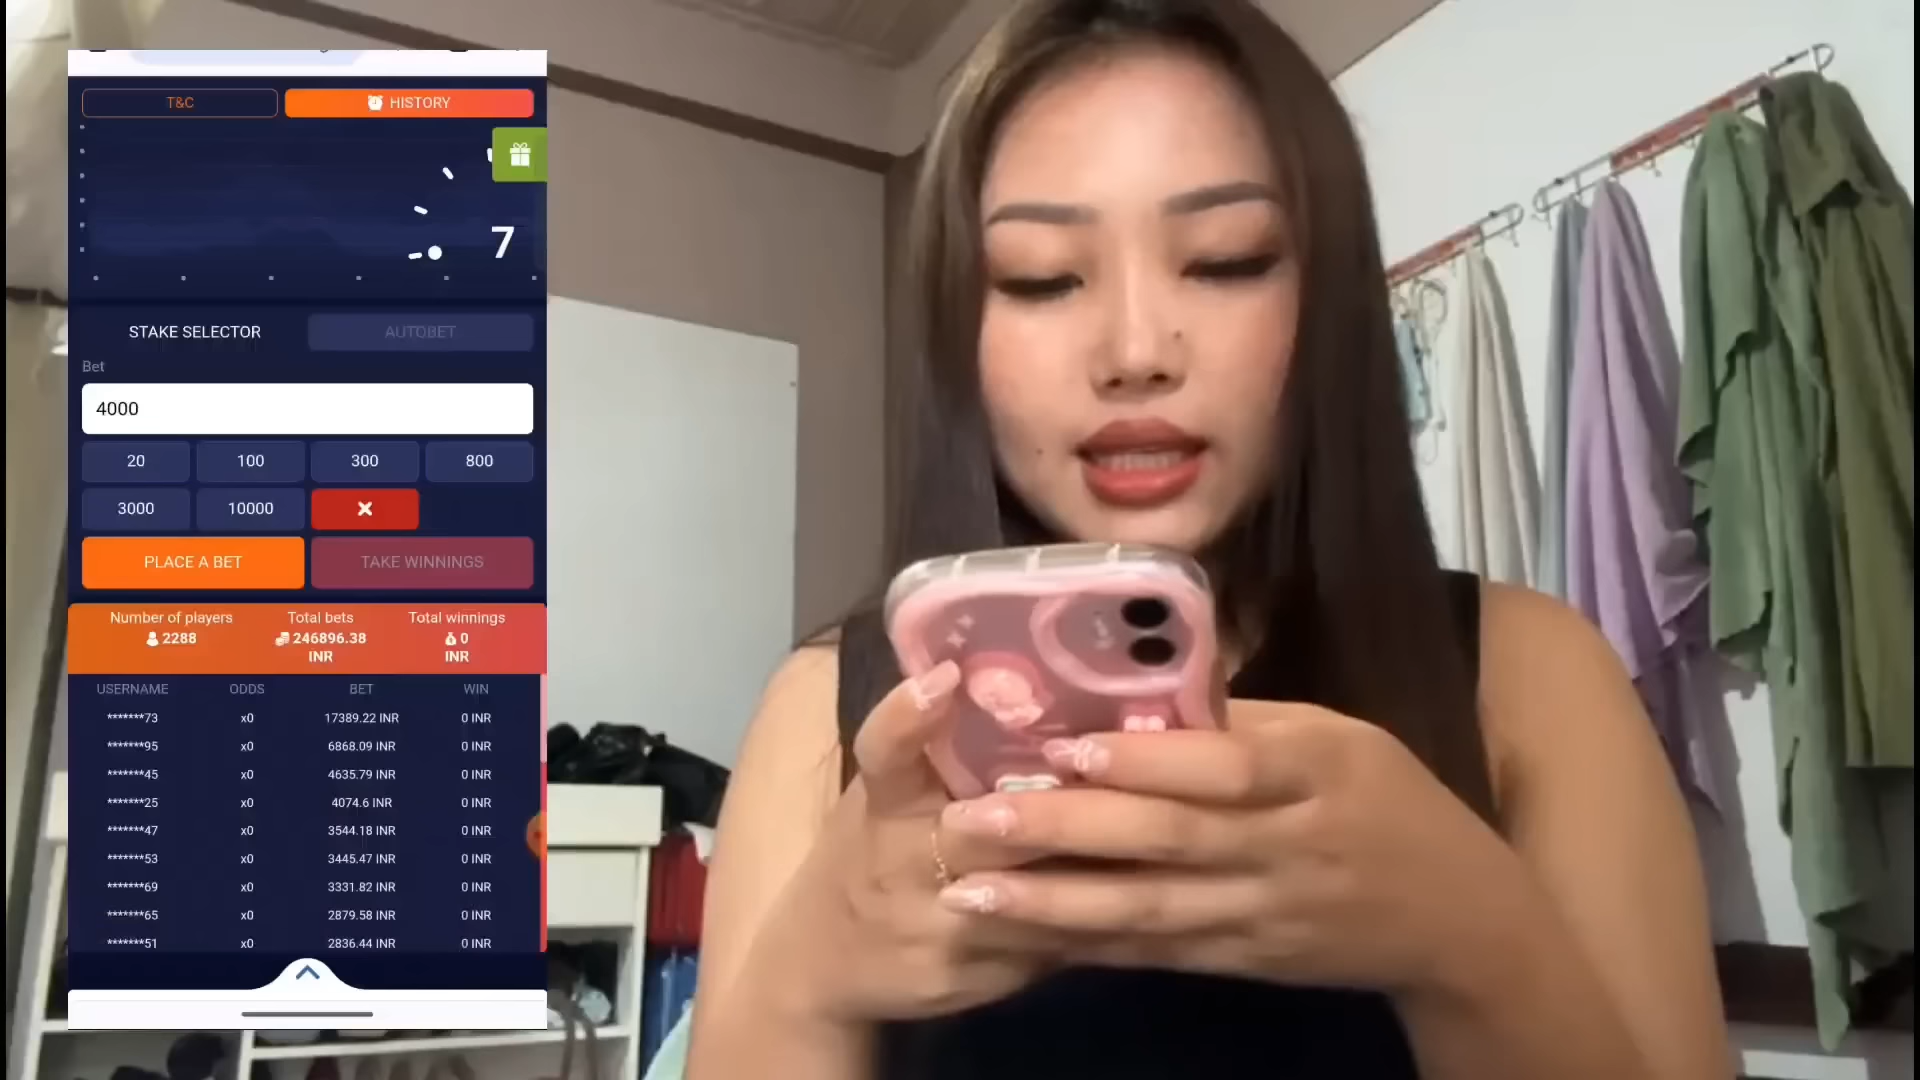 T&C
HISTORY
7
STAKE SELECTOR
AUTOBET
Bet
4000
20
100
300
800
3000
10000
PLACE A BET
TAKE WINNINGS
Number of players
2288
Total bets
246896.38
INR
Total winnings
0
INR
USERNAME ODDS BET WIN
*******73 x0 17389.22 INR 0 INR
*******95 x0 6868.09 INR 0 INR
*******45 x0 4635.79 INR 0 INR
*******25 x0 4074.6 INR 0 INR
*******47 x0 3544.18 INR 0 INR
*******53 x0 3445.47 INR 0 INR
*******69 x0 3331.82 INR 0 INR
*******65 x0 2879.58 INR 0 INR
*******51 x0 2836.44 INR 0 INR